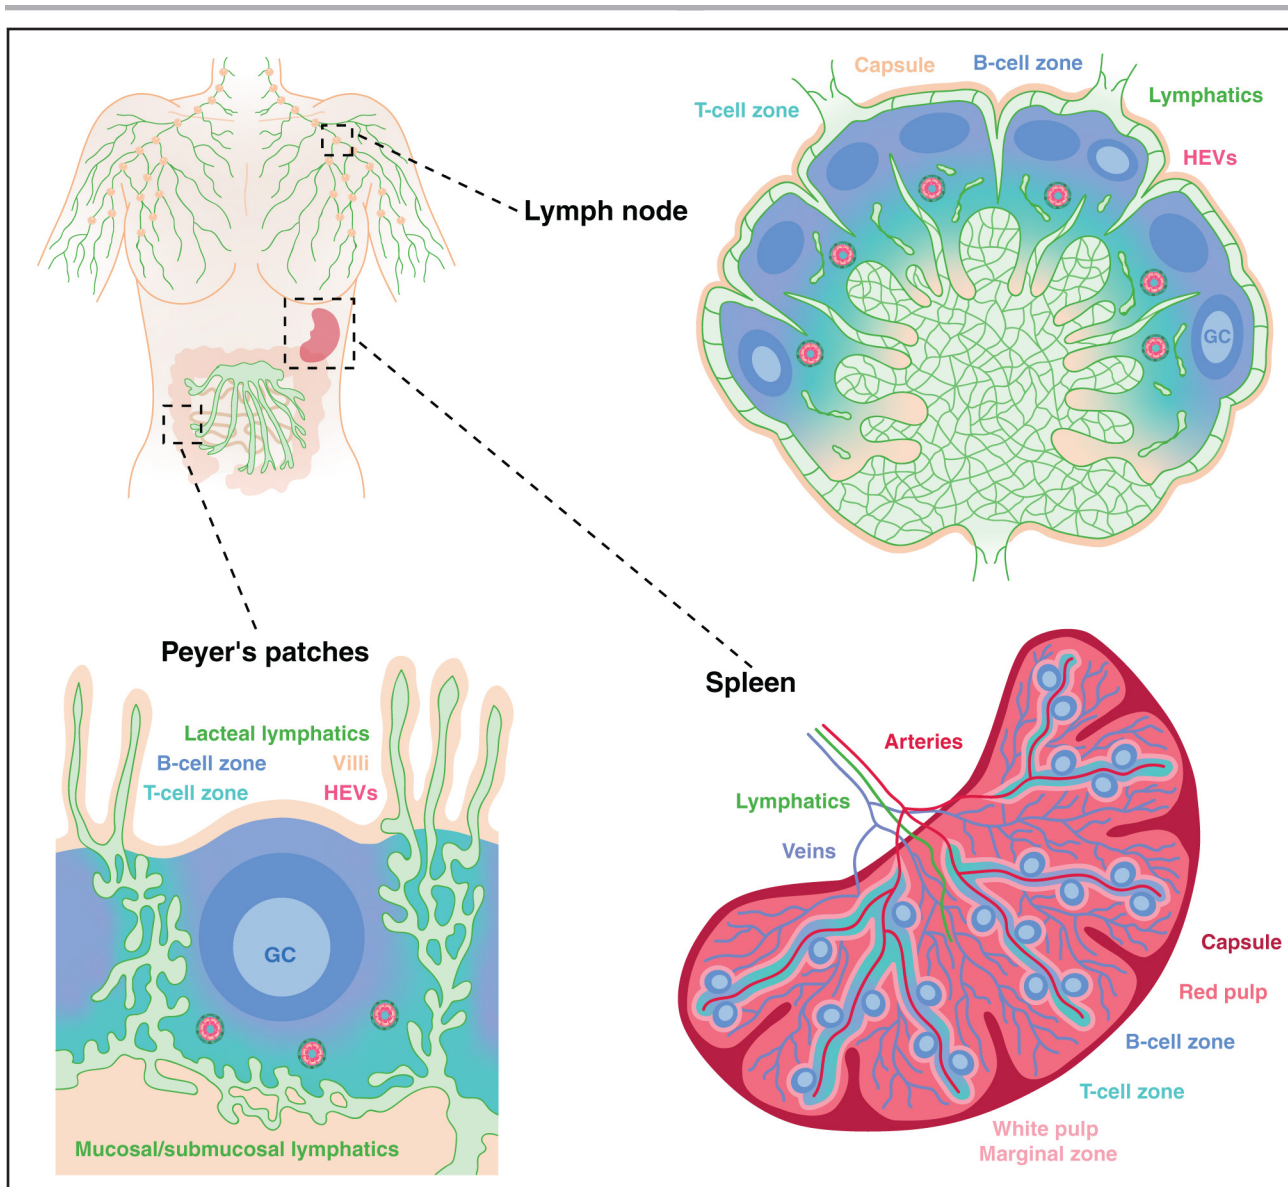 Capsule
B-cell zone
T-cell zone
Lymphatics
HEVs
Lymph node
GC
Peyer's patches
Lacteal lymphatics
B-cell zone
Villi
T-cell zone
HEVs
GC
Mucosal/submucosal lymphatics
Spleen
Arteries
Lymphatics
Veins
Capsule
Red pulp
B-cell zone
T-cell zone
White pulp
Marginal zone